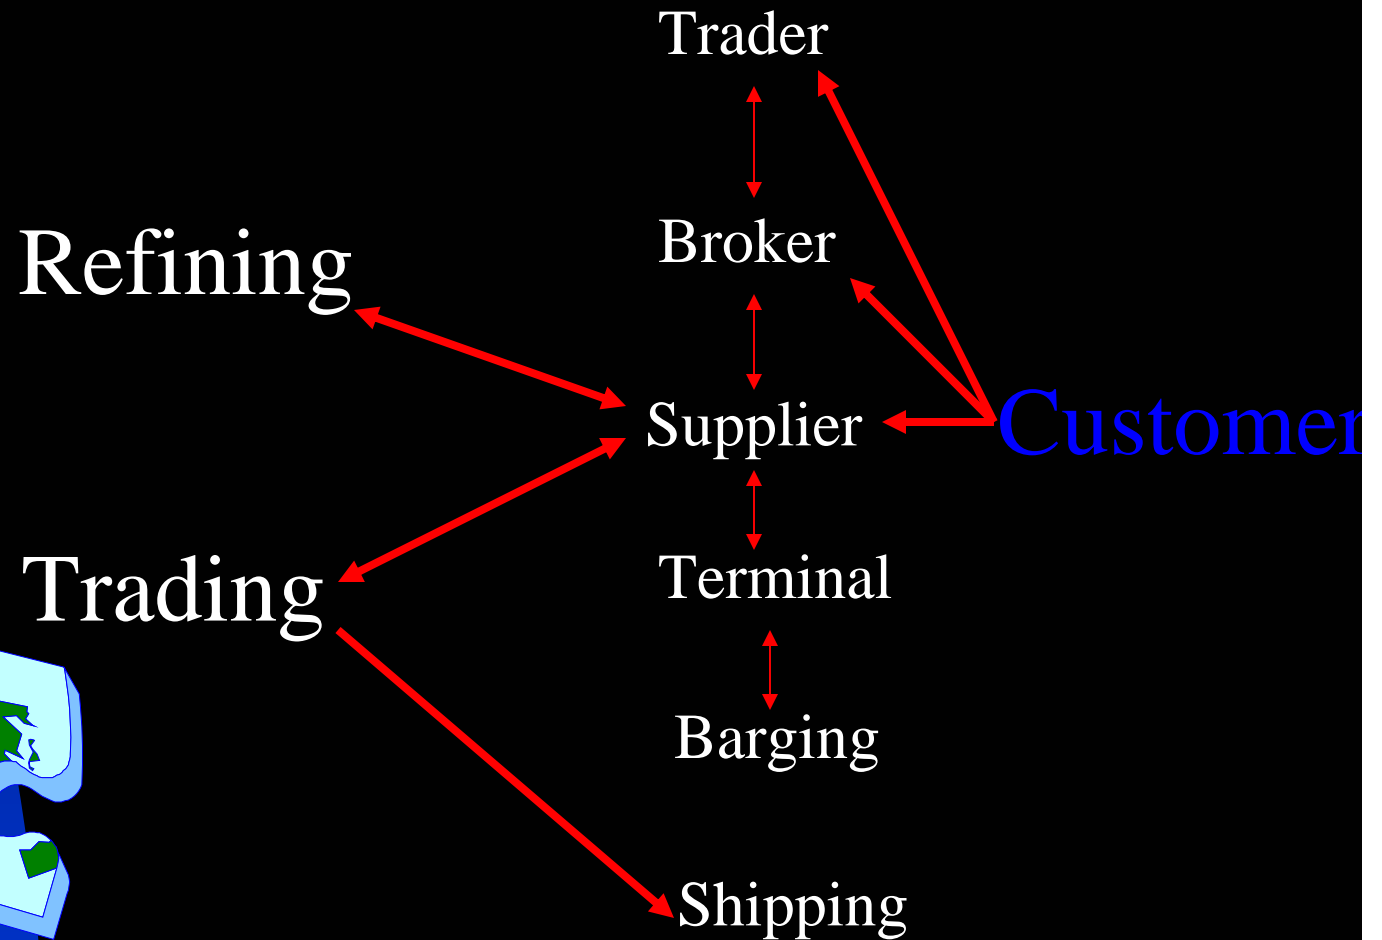 Trader
Refining
Broker
Supplier
Customer
Trading
Terminal
Barging
Shipping